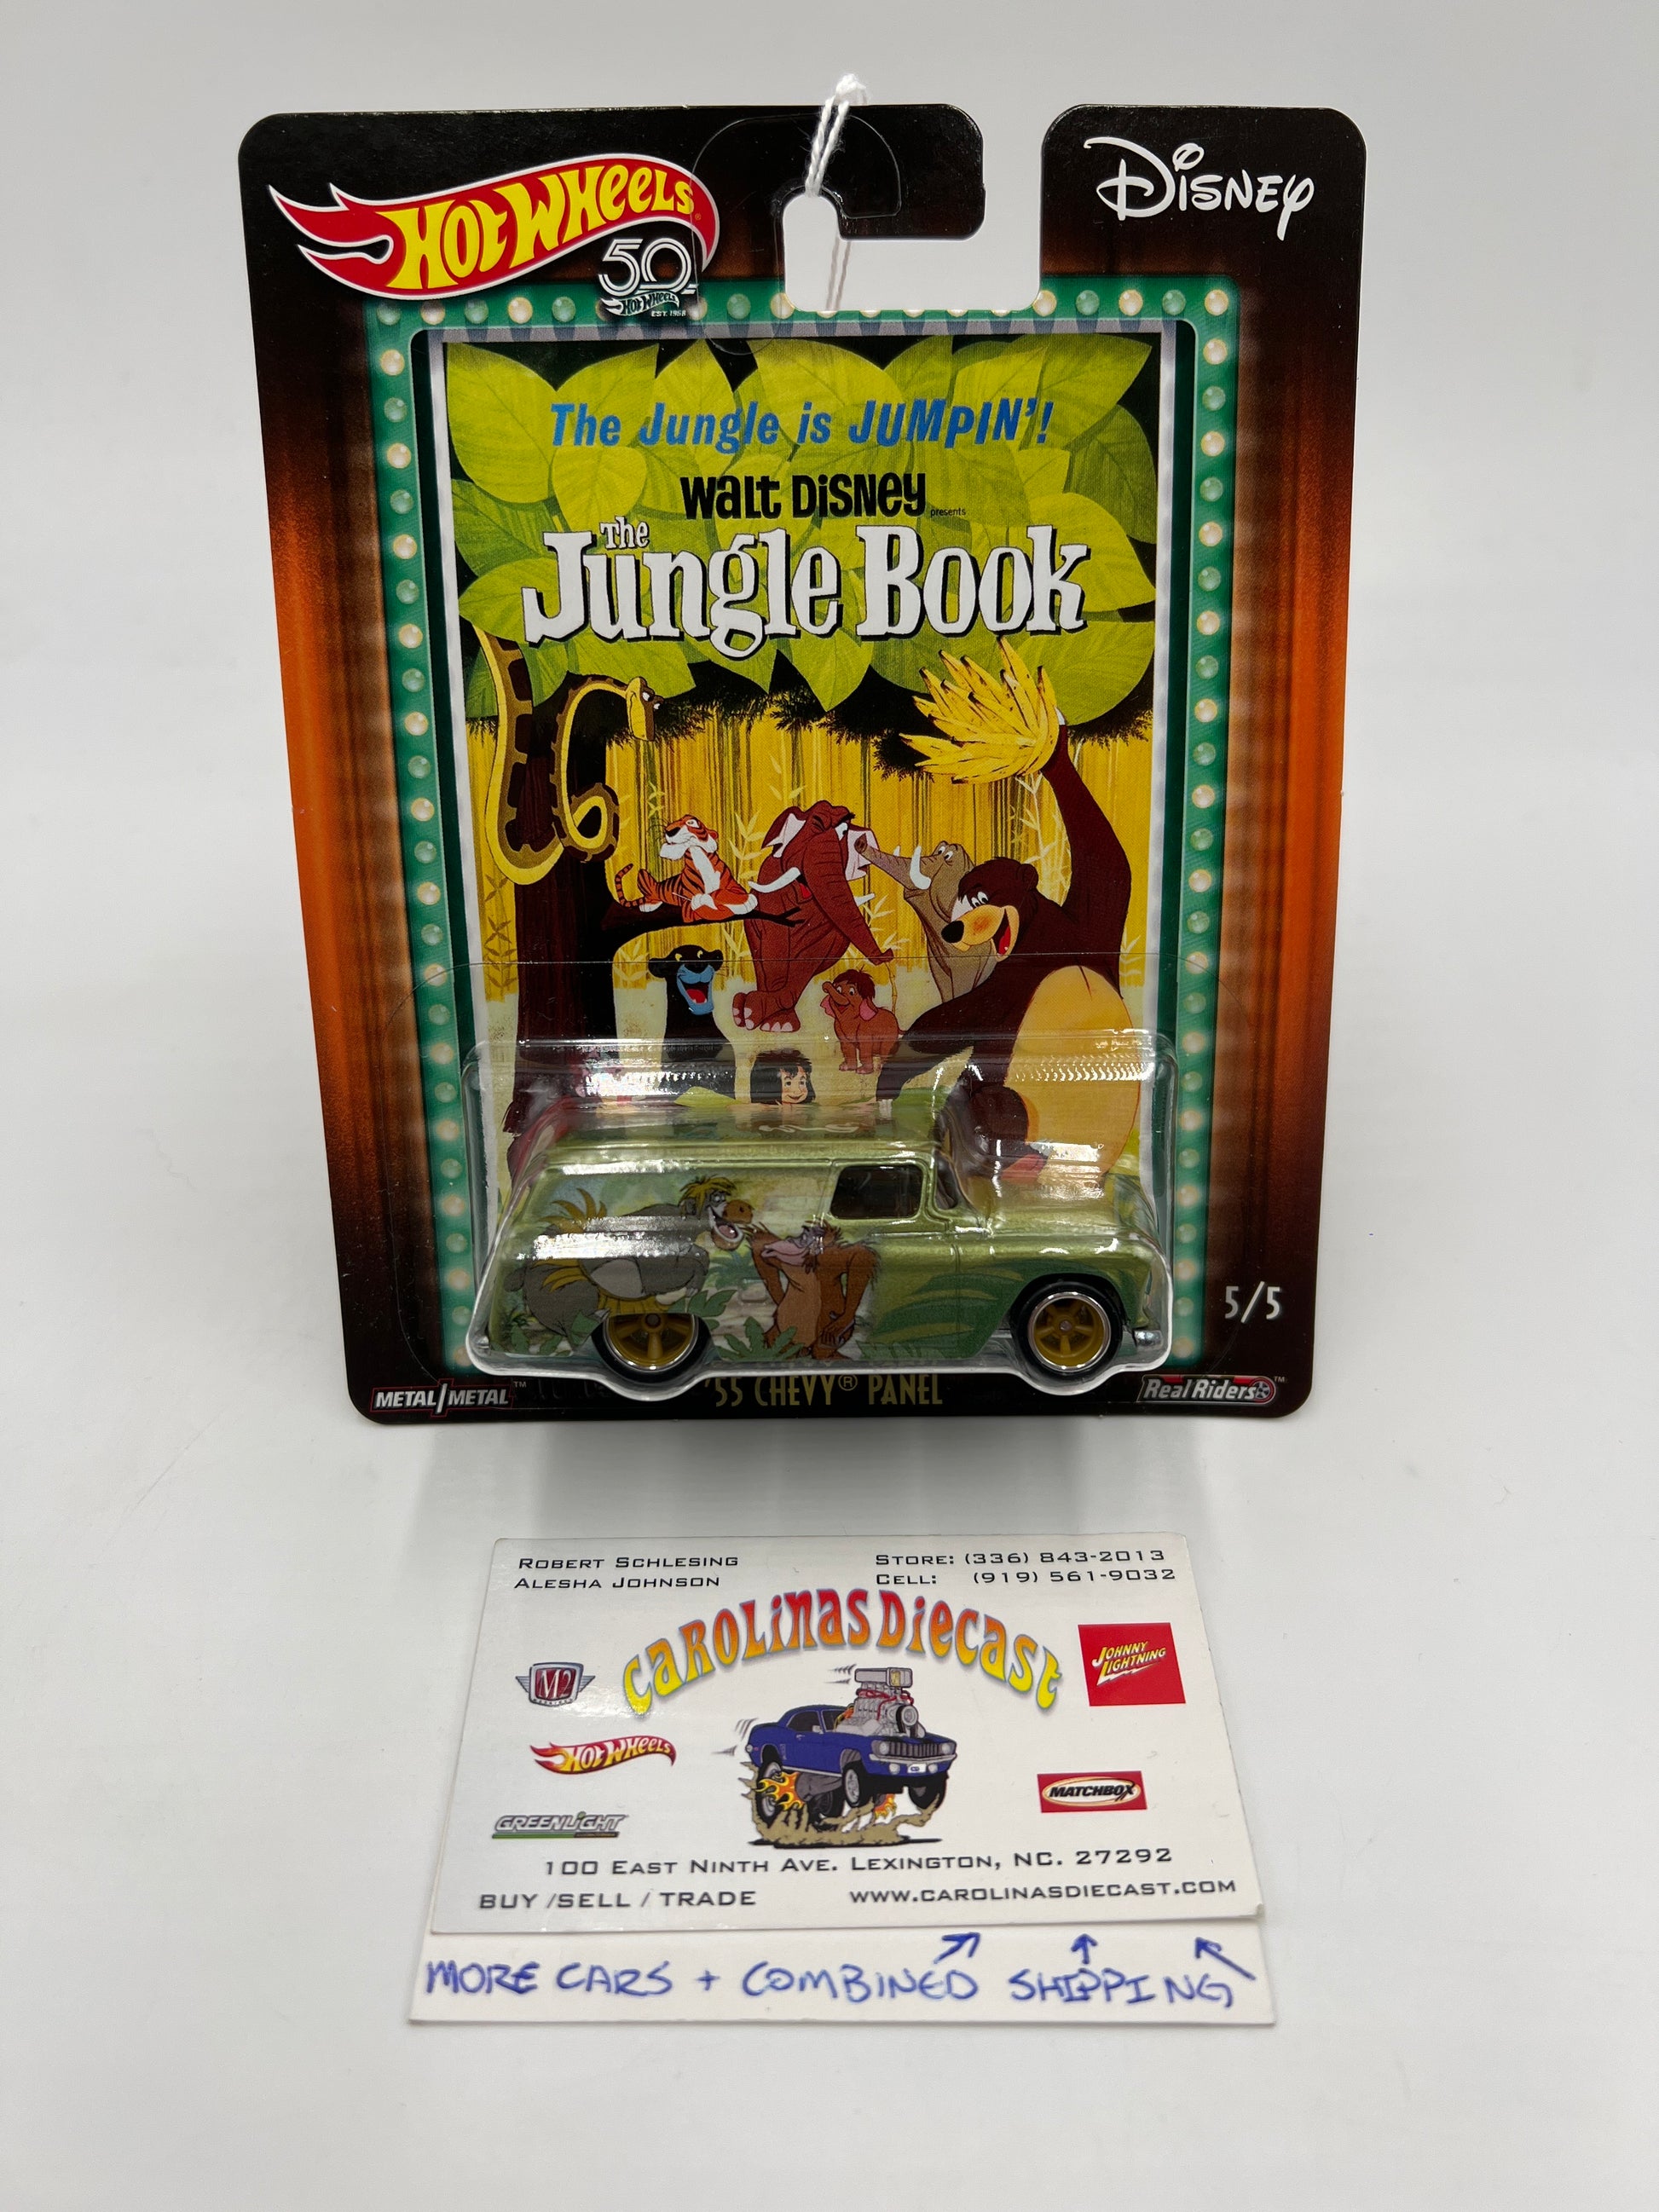 HOT WHEELS
50
HOT WHEELS
EST. 1968
DISNEY
The Jungle is JUMPIN'!
WALT DISNEY presents
The Jungle Book
5/5
METAL/METAL™
'55 CHEVY® PANEL
Real Riders™
ROBERT SCHLESING
ALESHA JOHNSON
STORE: (336) 843-2013
CELL: (919) 561-9032
CAROLINAS DIECAST
M2
JOHNNY LIGHTNING
HOT WHEELS
MATCHBOX
GREENLIGHT
100 EAST NINTH AVE. LEXINGTON, NC. 27292
BUY /SELL / TRADE
WWW.CAROLINASDIECAST.COM
MORE CARS + COMBINED SHIPPING